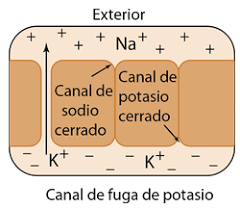 Exterior
+ + + + + + +
Na
Canal de
sodio
cerrado
Canal de
potasio
cerrado
K⁺ K⁺
− − − − − − −
Canal de fuga de potasio